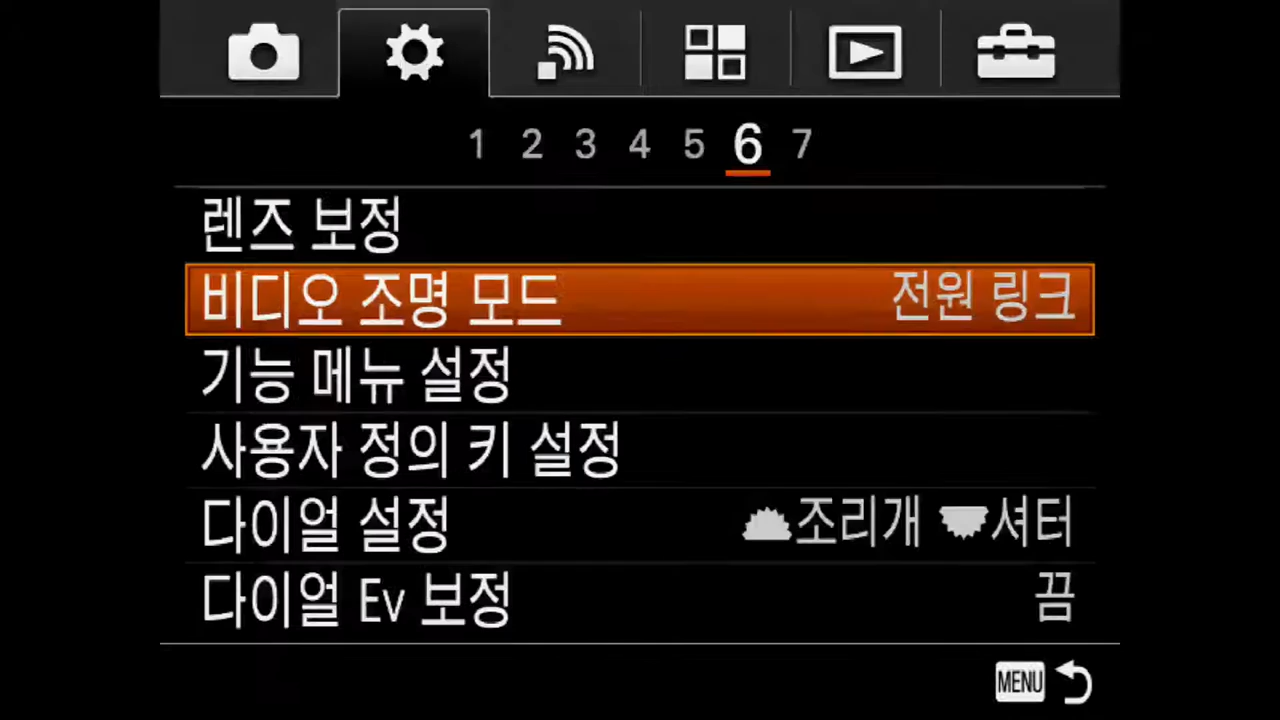 1 2 3 4 5 6 7
렌즈 보정
비디오 조명 모드 전원 링크
기능 메뉴 설정
사용자 정의 키 설정
다이얼 설정 조리개 셔터
다이얼 Ev 보정 끔
MENU